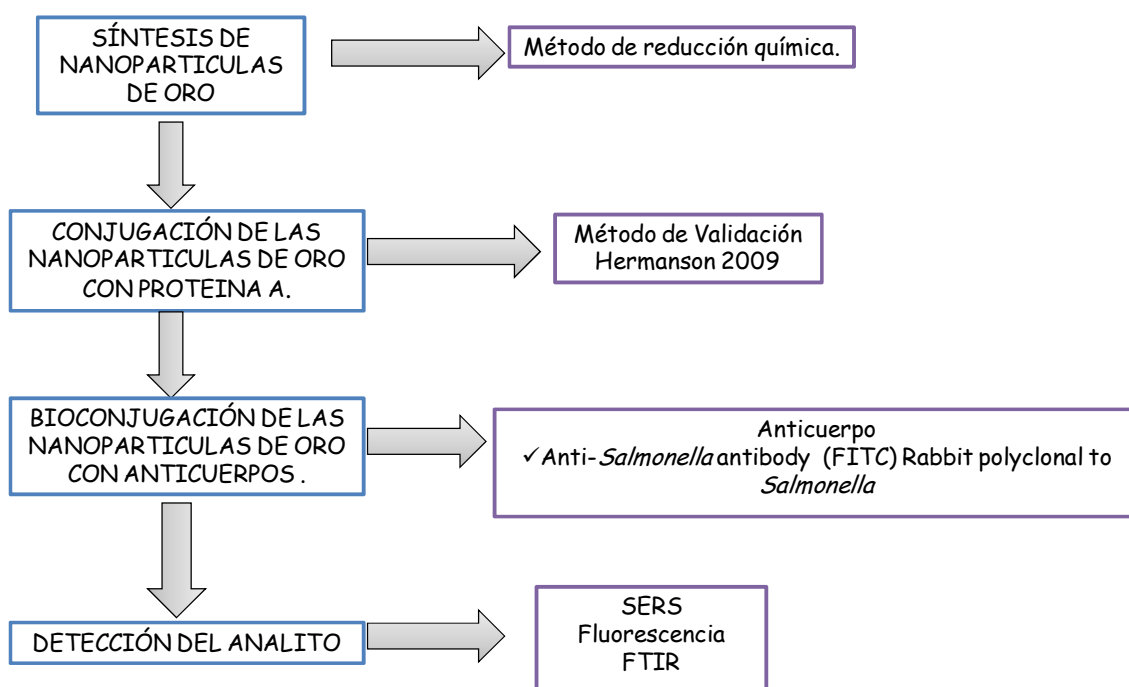 SÍNTESIS DE
NANOPARTICULAS
DE ORO
Método de reducción química.
CONJUGACIÓN DE LAS
NANOPARTICULAS DE ORO
CON PROTEINA A.
Método de Validación
Hermanson 2009
BIOCONJUGACIÓN DE LAS
NANOPARTICULAS DE ORO
CON ANTICUERPOS .
Anticuerpo
✓Anti-Salmonella antibody (FITC) Rabbit polyclonal to
Salmonella
DETECCIÓN DEL ANALITO
SERS
Fluorescencia
FTIR